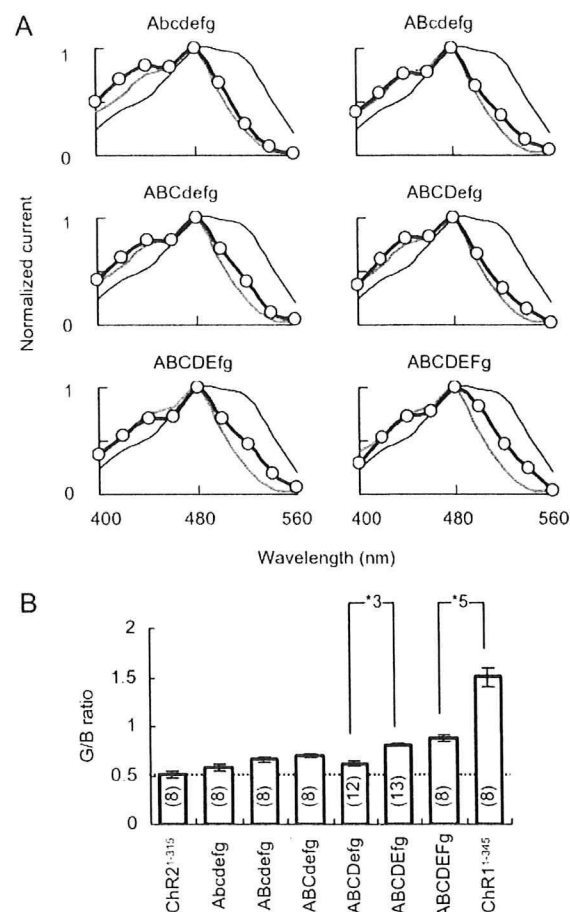 A
Abcdefg
ABcdefg
1
0
ABCdefg
ABCDefg
Normalized current
1
0
ABCDEfg
ABCDEFg
1
0
400
480
560
400
480
560
Wavelength (nm)
B
*3
*5
G/B ratio
2
1.5
1
0.5
0
(8)
(8)
(8)
(8)
(12)
(13)
(8)
(8)
ChR2¹⁻³¹⁵
Abcdefg
ABcdefg
ABCdefg
ABCDefg
ABCDEfg
ABCDEFg
ChR1¹⁻³⁴⁵